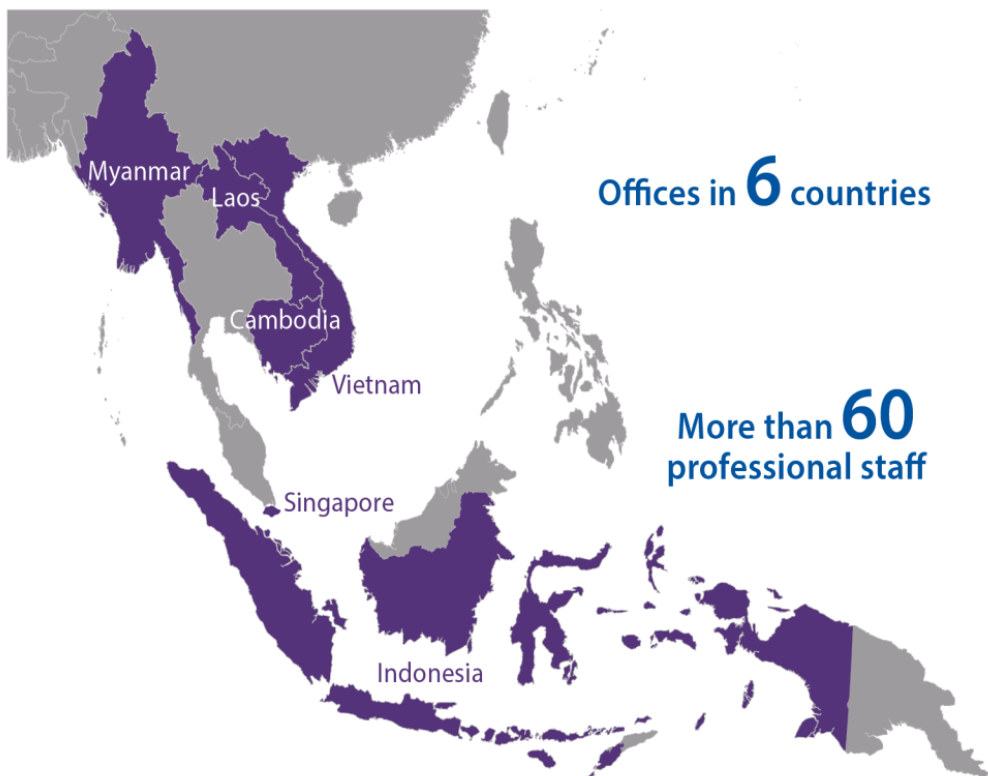 Myanmar
Laos
Offices in 6 countries
Cambodia
Vietnam
More than 60
professional staff
Singapore
Indonesia